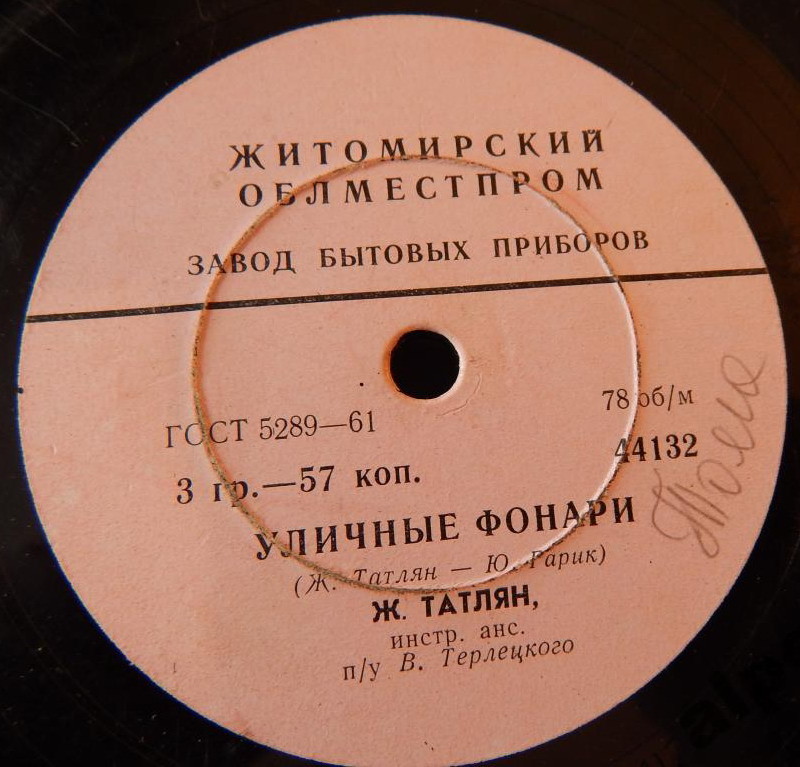 ЖИТОМИРСКИЙ
ОБЛМЕСТПРОМ
ЗАВОД БЫТОВЫХ ПРИБОРОВ
ГОСТ 5289—61
78 об/м
3 гр.—57 коп.
44132
УЛИЧНЫЕ ФОНАРИ
(Ж. Татлян — Ю. Гарик)
Ж. ТАТЛЯН,
инстр. анс.
п/у В. Терлецкого